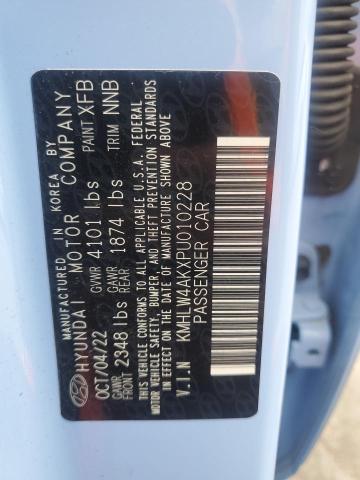 MANUFACTURED IN KOREA BY
HYUNDAI MOTOR COMPANY
OCT/04/22 GVWR 4101 lbs PAINT XFB
GAWR FRONT 2348 lbs GAWR REAR 1874 lbs TRIM NNB
THIS VEHICLE CONFORMS TO ALL APPLICABLE U.S.A. FEDERAL
MOTOR VEHICLE SAFETY, BUMPER, AND THEFT PREVENTION STANDARDS
IN EFFECT ON THE DATE OF MANUFACTURE SHOWN ABOVE.
V.I.N KMHLW4AKXPU010228
PASSENGER CAR